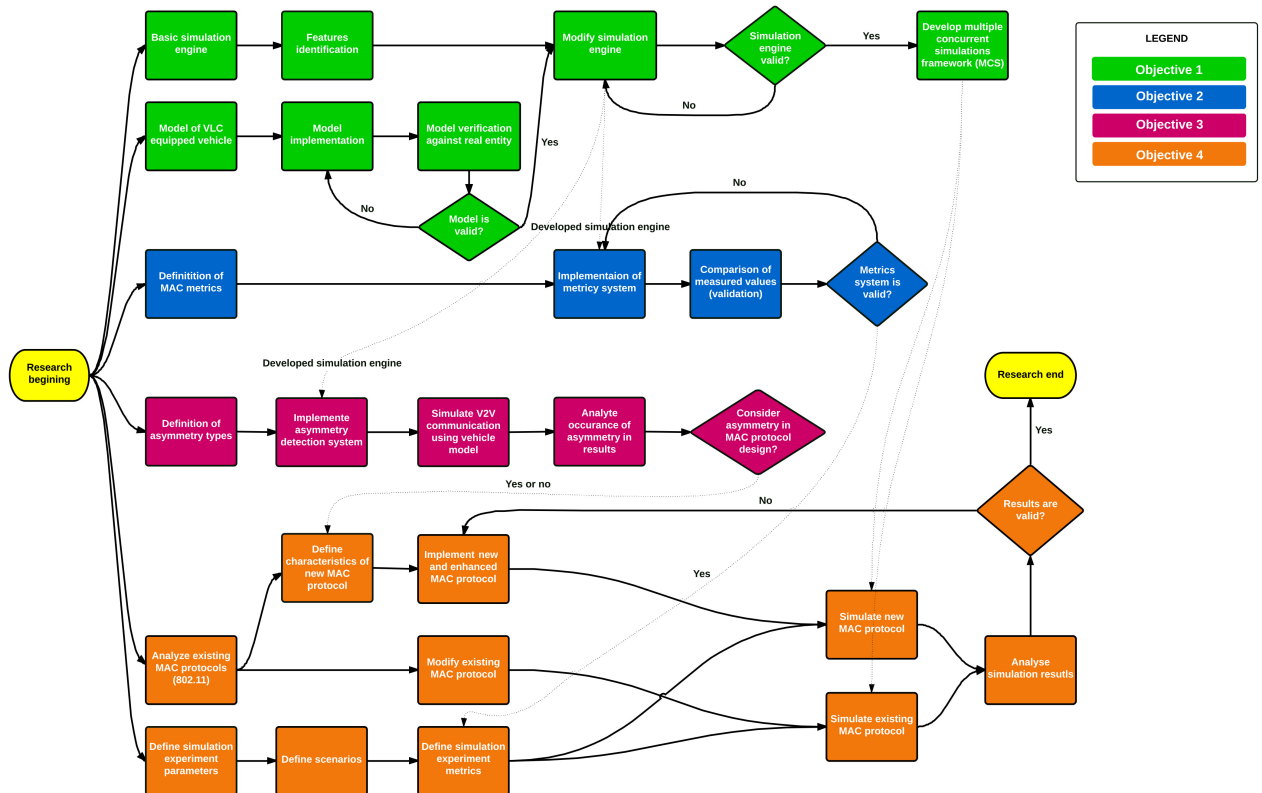 Basic simulation
engine
Features
identification
Modify simulation
engine
Simulation
engine
valid?
Yes
No
Develop multiple
concurrent
simulations
framework (MCS)
LEGEND
Objective 1
Objective 2
Objective 3
Objective 4
Model of VLC
equipped vehicle
Model
implementation
Model verification
against real entity
Yes
No
Model is
valid?
No
Developed simulation engine
Definitition of
MAC metrics
Implementaion of
metricy system
Comparison of
measured values
(validation)
Metrics
system is
valid?
Research
begining
Developed simulation engine
Research end
Definition of
asymmetry types
Implemente
asymmetry
detection system
Simulate V2V
communication
using vehicle
model
Analyte
occurance of
asymmetry in
results
Consider
asymmetry in
MAC protocol
design?
Yes
Yes or no
No
Results are
valid?
Define
characteristics of
new MAC
protocol
Implement new
and enhanced
MAC protocol
Yes
Simulate new
MAC protocol
Analyze existing
MAC protocols
(802.11)
Modify existing
MAC protocol
Analyse
simulation resutls
Simulate existing
MAC protocol
Define simulation
experiment
parameters
Define scenarios
Define simulation
experiment
metrics